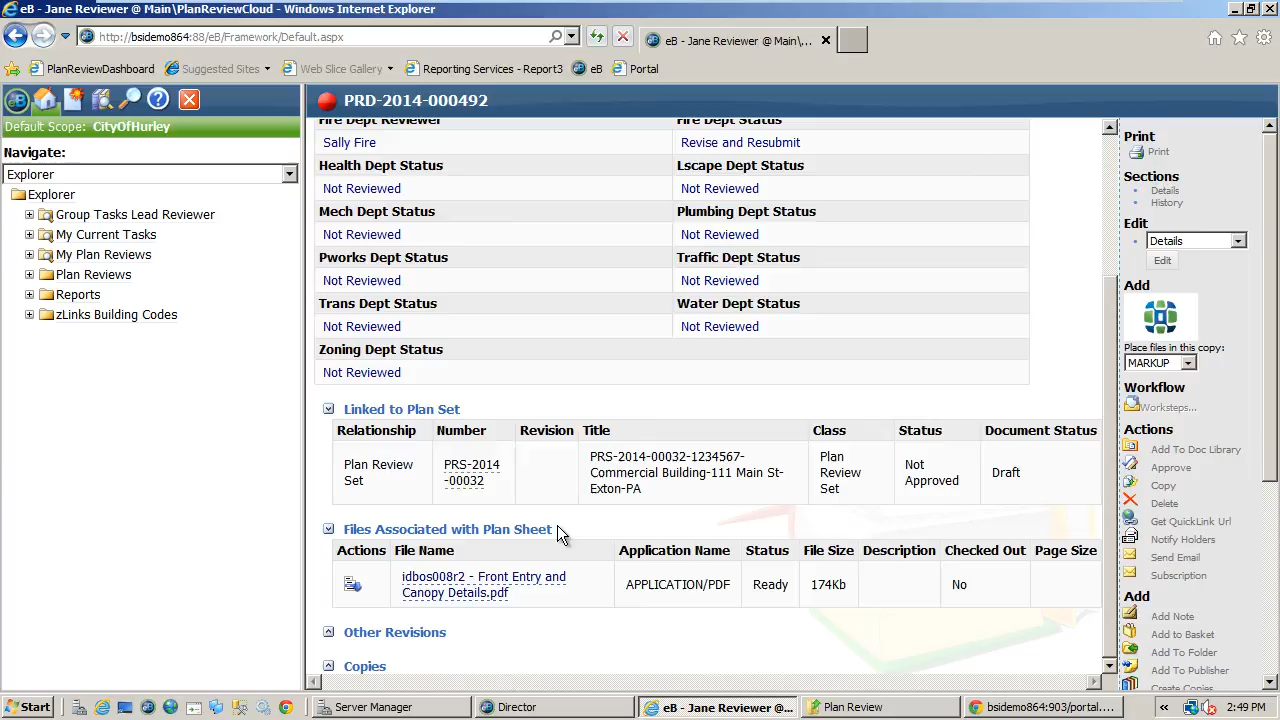 eB - Jane Reviewer @ Main\PlanReviewCloud - Windows Internet Explorer
http://bsidemo864:88/eB/Framework/Default.aspx
eB - Jane Reviewer @ Main\,...
PlanReviewDashboard
Suggested Sites
Web Slice Gallery
Reporting Services - Report3
eB
Portal
Default Scope: CityOfHurley
Navigate:
Explorer
Explorer
Group Tasks Lead Reviewer
My Current Tasks
My Plan Reviews
Plan Reviews
Reports
zLinks Building Codes
PRD-2014-000492
Fire Dept Reviewer Fire Dept Status
Sally Fire Revise and Resubmit
Health Dept Status Lscape Dept Status
Not Reviewed Not Reviewed
Mech Dept Status Plumbing Dept Status
Not Reviewed Not Reviewed
Pworks Dept Status Traffic Dept Status
Not Reviewed Not Reviewed
Trans Dept Status Water Dept Status
Not Reviewed Not Reviewed
Zoning Dept Status
Not Reviewed
Linked to Plan Set
Relationship Number Revision Title Class Status Document Status
Plan Review Set
PRS-2014
-00032
PRS-2014-00032-1234567-
Commercial Building-111 Main St-
Exton-PA
Plan
Review
Set
Not
Approved
Draft
Files Associated with Plan Sheet
Actions File Name Application Name Status File Size Description Checked Out Page Size
idbos008r2 - Front Entry and
Canopy Details.pdf
APPLICATION/PDF Ready 174Kb No
Other Revisions
Copies
Print
Print
Sections
Details
History
Edit
Details
Edit
Add
Place files in this copy:
MARKUP
Workflow
Worksteps...
Actions
Add To Doc Library
Approve
Copy
Delete
Get QuickLink Url
Notify Holders
Send Email
Subscription
Add
Add Note
Add to Basket
Add To Folder
Add To Publisher
Create Copies
Start
Server Manager
Director
eB - Jane Reviewer @...
Plan Review
bsidemo864:903/portal....
2:49 PM